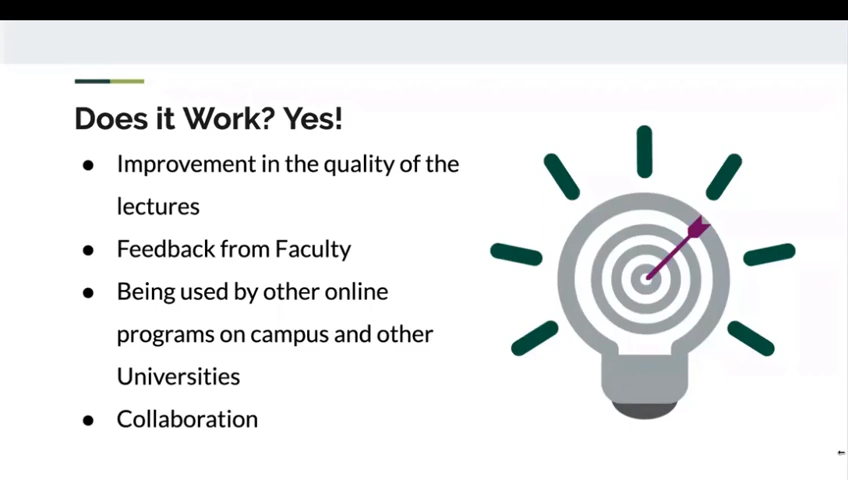 Does it Work? Yes!
● Improvement in the quality of the
lectures
● Feedback from Faculty
● Being used by other online
programs on campus and other
Universities
● Collaboration